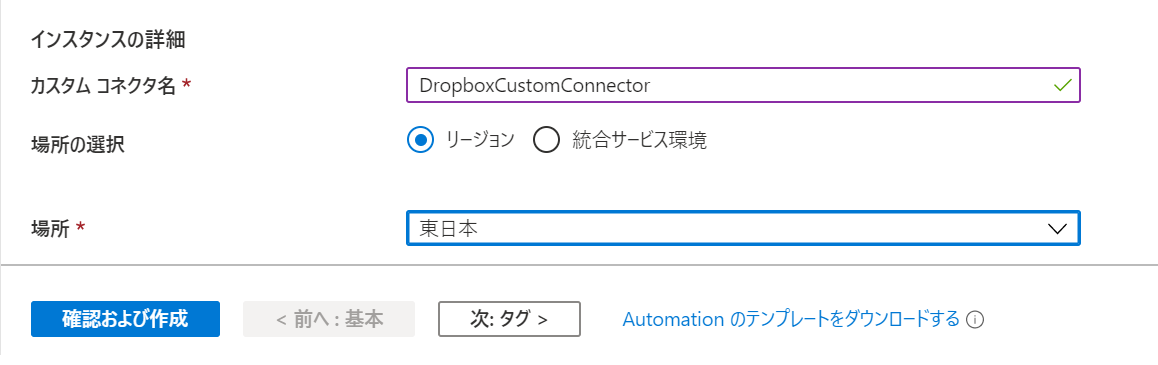 インスタンスの詳細
カスタム コネクタ名 * DropboxCustomConnector
場所の選択 リージョン 統合サービス環境
場所 * 東日本
確認および作成 < 前へ : 基本 次: タグ > Automation のテンプレートをダウンロードする